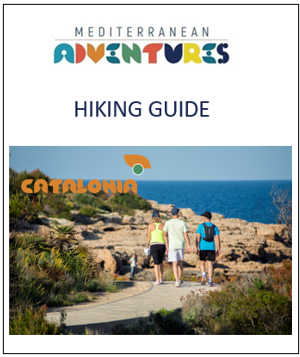 MEDITERRANEAN
ADVENTURES
HIKING GUIDE
CATALONIA